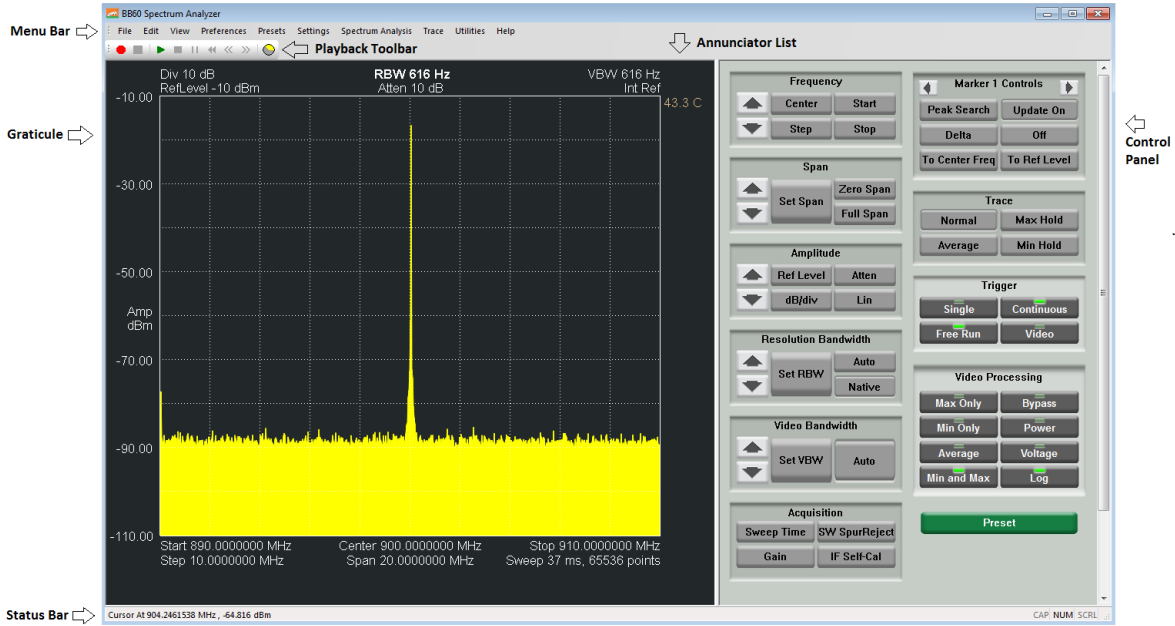 BB60 Spectrum Analyzer
Menu Bar
File Edit View Preferences Presets Settings Spectrum Analysis Trace Utilities Help
Playback Toolbar
Annunciator List
Div 10 dB RBW 616 Hz VBW 616 Hz
RefLevel -10 dBm Atten 10 dB Int Ref
43.3 C
Graticule
-10.00
-30.00
-50.00
Amp
dBm
-70.00
-90.00
-110.00
Start 890.0000000 MHz Center 900.0000000 MHz Stop 910.0000000 MHz
Step 10.0000000 MHz Span 20.0000000 MHz Sweep 37 ms, 65536 points
Frequency
Center Start
Step Stop
Span
Set Span
Zero Span
Full Span
Amplitude
Ref Level Atten
dB/div Lin
Resolution Bandwidth
Set RBW
Auto
Native
Video Bandwidth
Set VBW
Auto
Acquisition
Sweep Time SW SpurReject
Gain IF Self-Cal
Marker 1 Controls
Peak Search Update On
Delta Off
To Center Freq To Ref Level
Trace
Normal Max Hold
Average Min Hold
Trigger
Single Continuous
Free Run Video
Video Processing
Max Only Bypass
Min Only Power
Average Voltage
Min and Max Log
Preset
Control
Panel
Status Bar
Cursor At 904.2461538 MHz , -64.816 dBm
CAP NUM SCRL